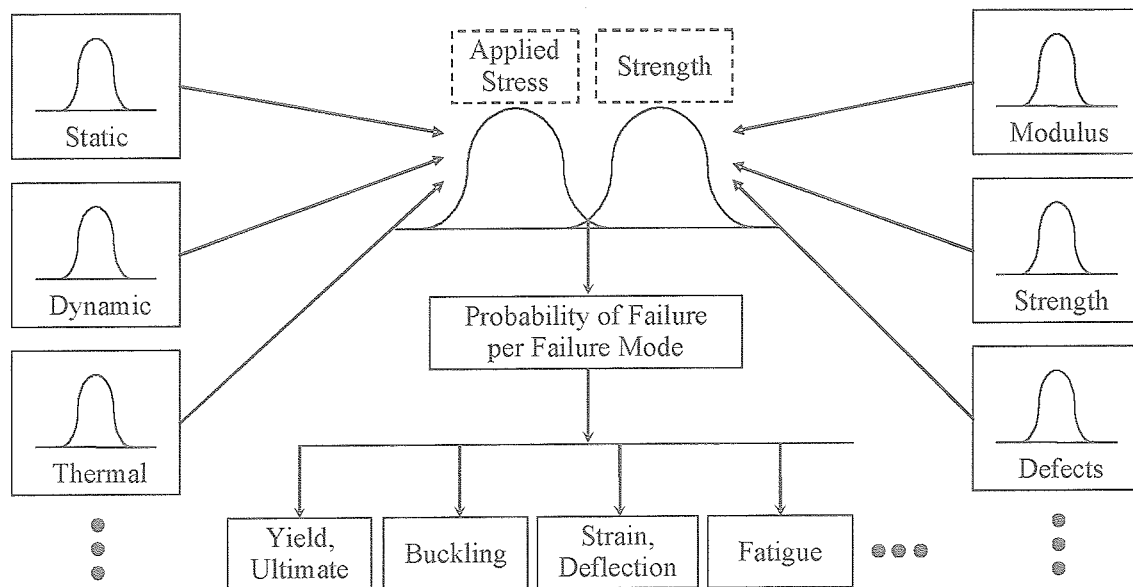 Applied
Stress
Strength
Static
Modulus
Dynamic
Strength
Probability of Failure
per Failure Mode
Thermal
Defects
Yield,
Ultimate
Buckling
Strain,
Deflection
Fatigue